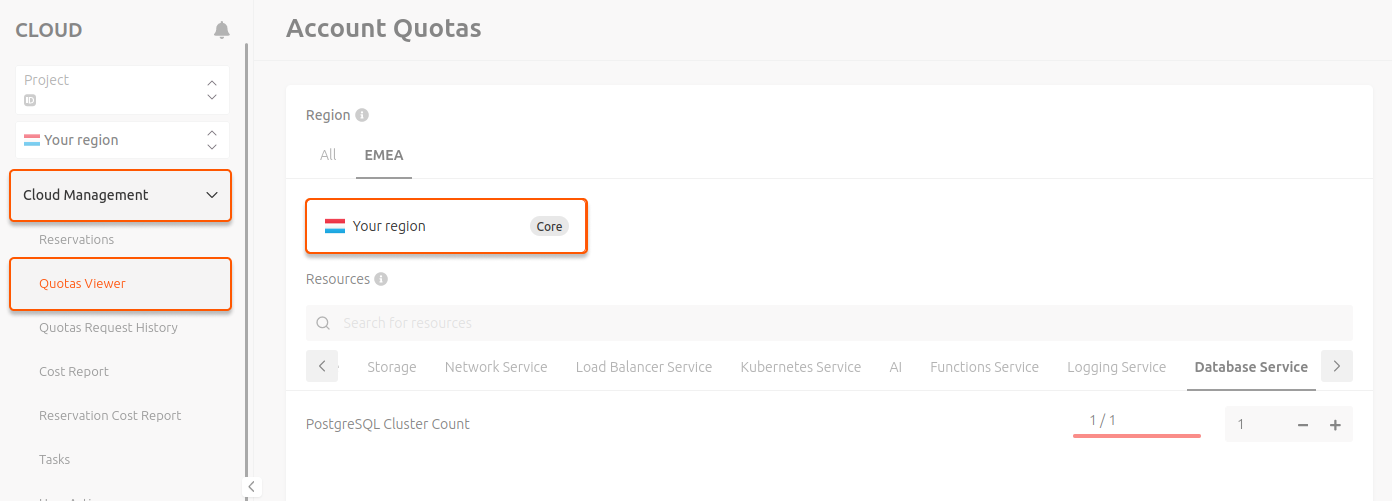 CLOUD
Account Quotas
Project
ID
Your region
Cloud Management
Reservations
Quotas Viewer
Quotas Request History
Cost Report
Reservation Cost Report
Tasks
Region
All EMEA
Your region Core
Resources
Search for resources
Storage Network Service Load Balancer Service Kubernetes Service AI Functions Service Logging Service Database Service
PostgreSQL Cluster Count 1 / 1 1 − +